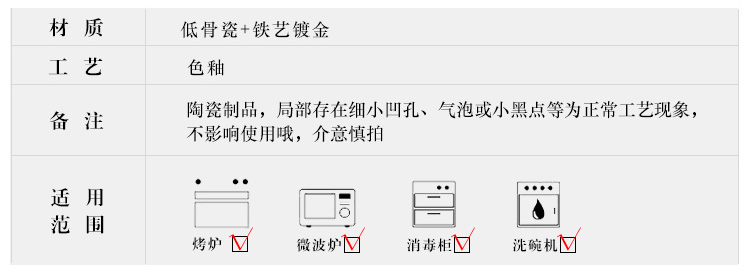 材 质
低骨瓷+铁艺镀金
工 艺
色釉
备 注
陶瓷制品，局部存在细小凹孔、气泡或小黑点等为正常工艺现象，
不影响使用哦，介意慎拍
适 用
范 围
烤炉
微波炉
消毒柜
洗碗机